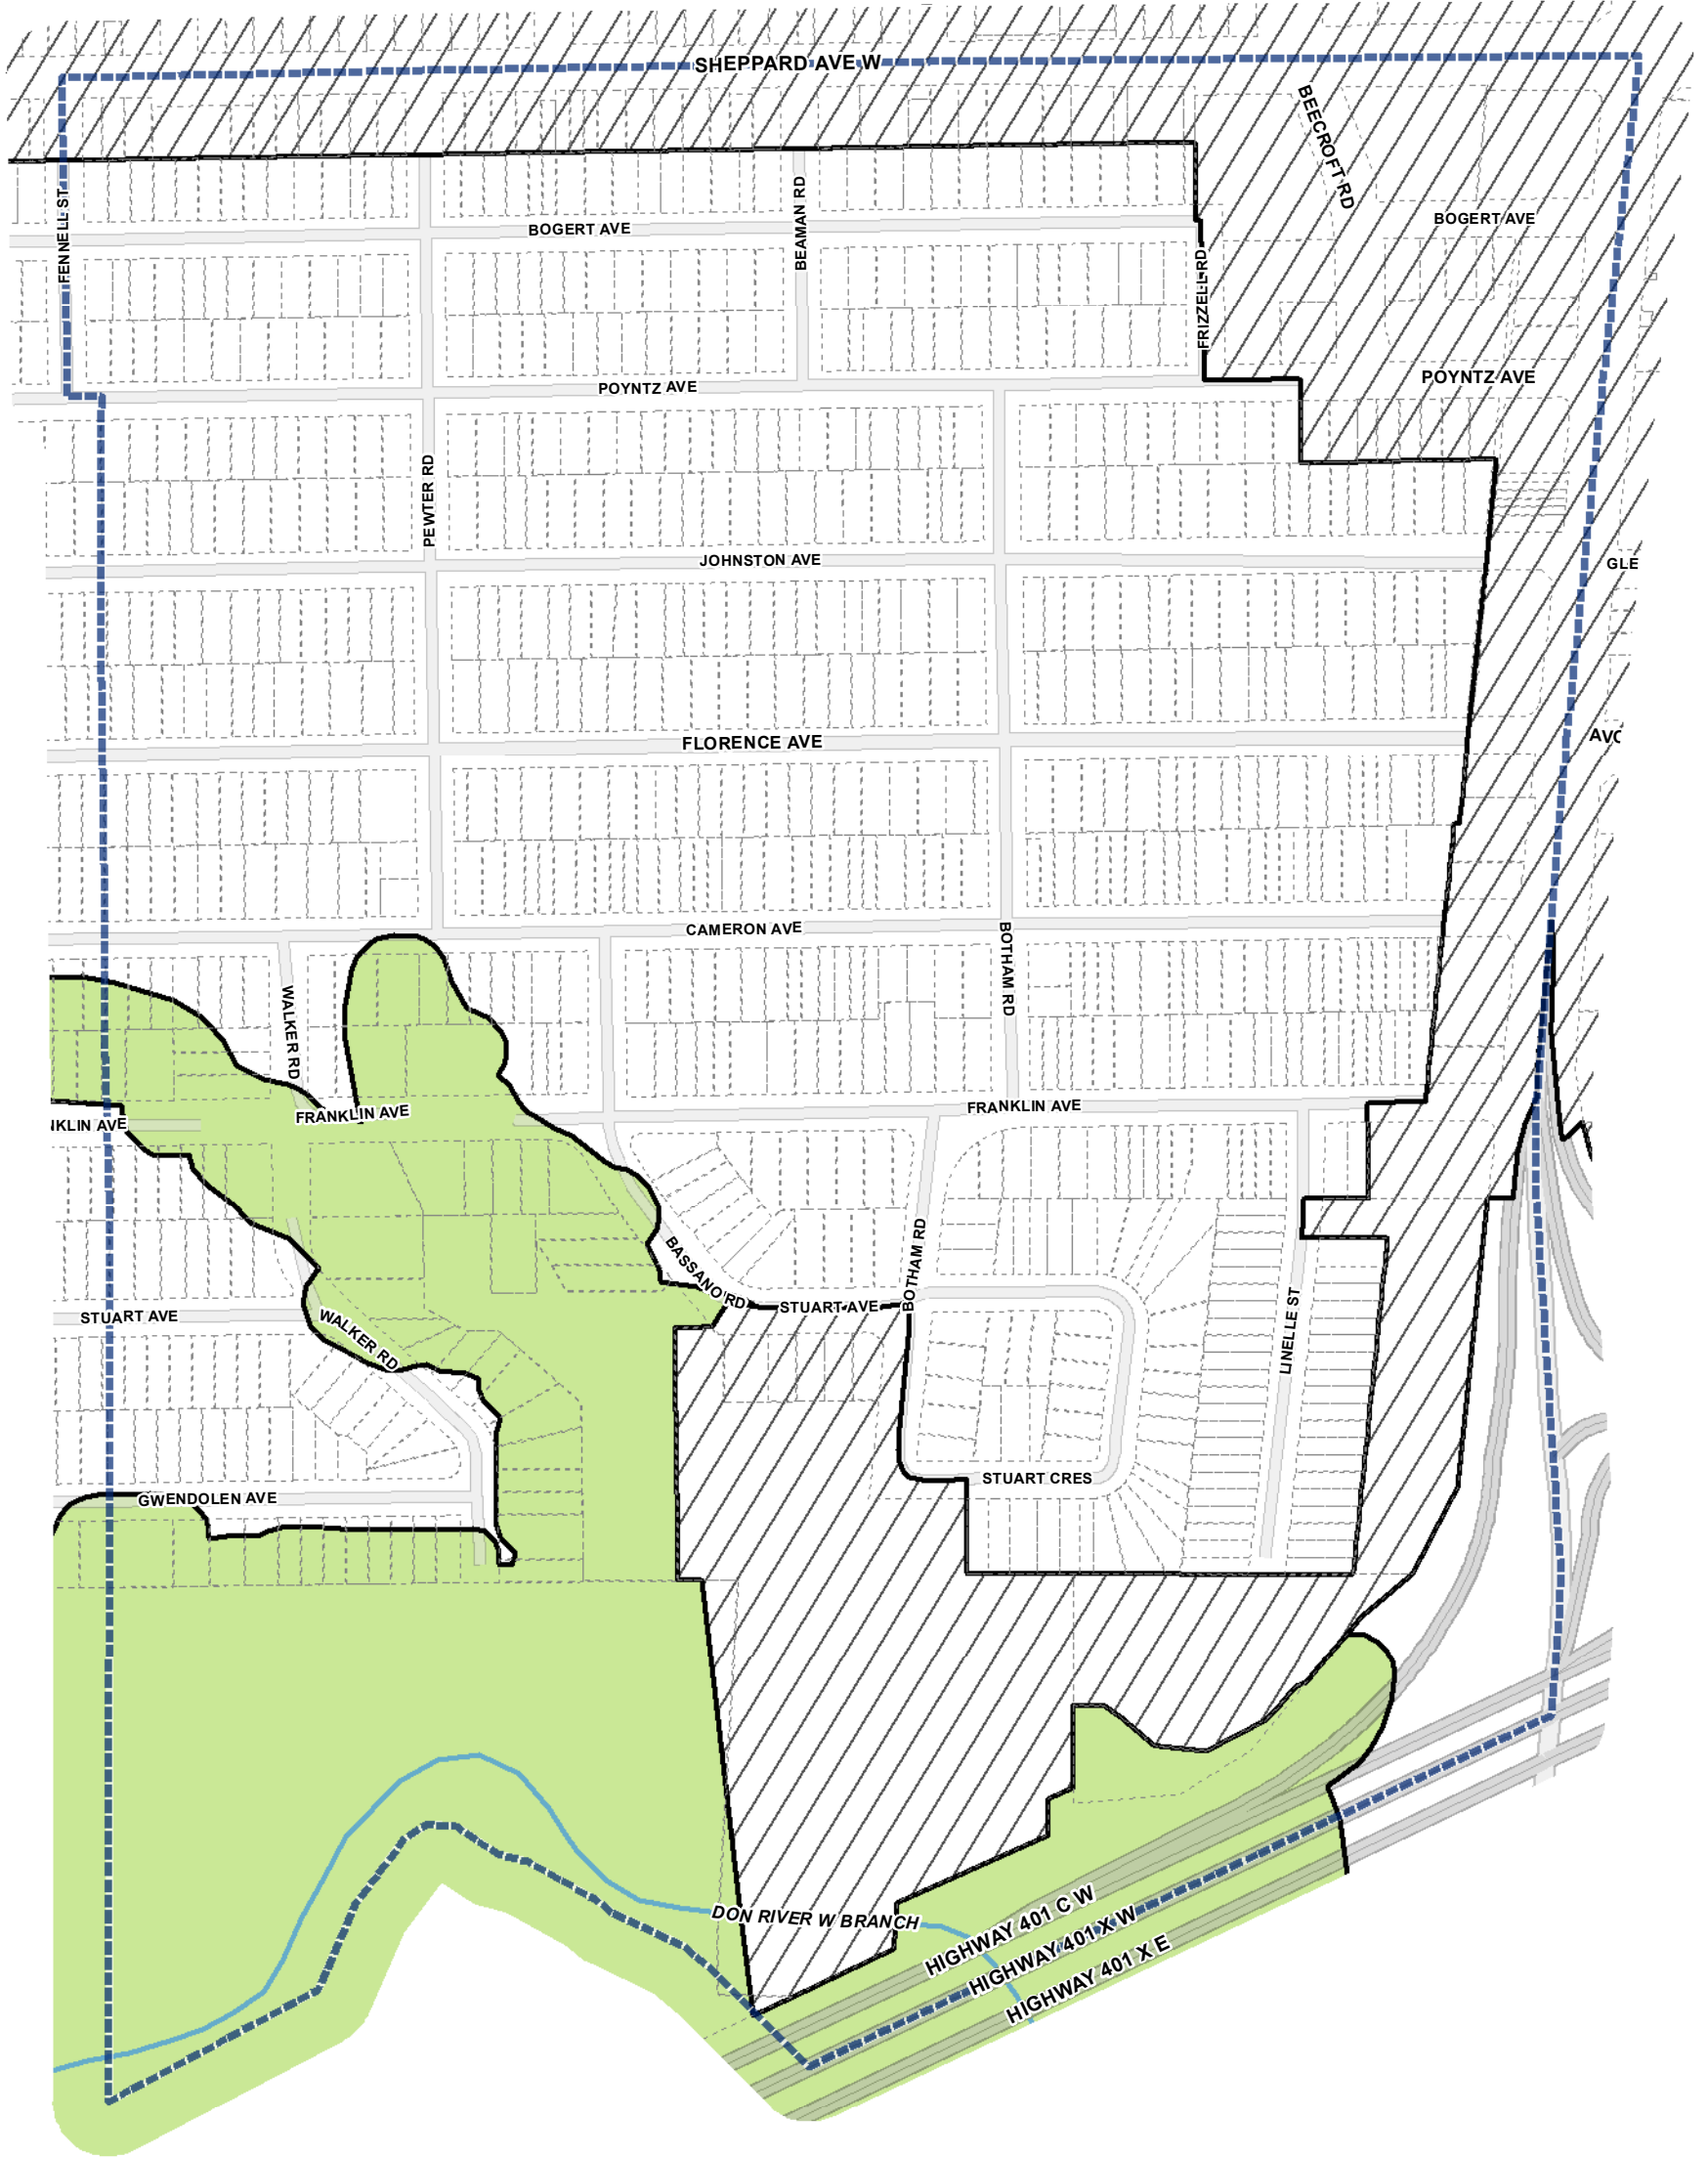 SHEPPARD AVE W
BEECROFT RD
FENNELL ST
BEAMAN RD
BOGERT AVE
BOGERT AVE
FRIZZELL RD
POYNTZ AVE
POYNTZ AVE
PEWTER RD
JOHNSTON AVE
GLE
FLORENCE AVE
AVO
CAMERON AVE
BOTHAM RD
WALKER RD
FRANKLIN AVE
FRANKLIN AVE
NKLIN AVE
BASSANO RD
BOTHAM RD
STUART AVE
LINELLE ST
STUART AVE
WALKER RD
STUART CRES
GWENDOLEN AVE
DON RIVER W BRANCH
HIGHWAY 401 C W
HIGHWAY 401 X W
HIGHWAY 401 X E